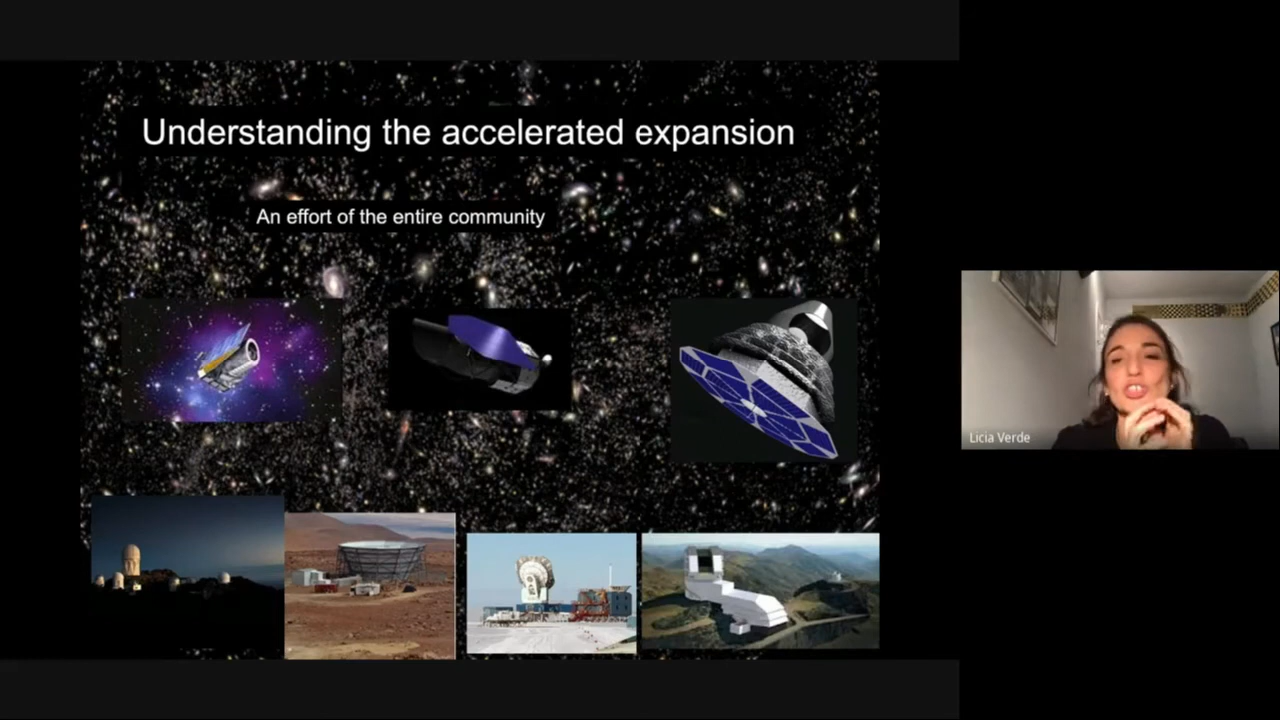 Understanding the accelerated expansion
An effort of the entire community
Licia Verde